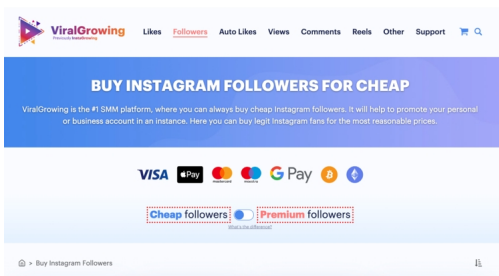 ViralGrowing
Previously InstaGrowing
Likes Followers Auto Likes Views Comments Reels Other Support
BUY INSTAGRAM FOLLOWERS FOR CHEAP
ViralGrowing is the #1 SMM platform, where you can always buy cheap Instagram followers. It will help to promote your personal
or business account in an instance. Here you can buy legit Instagram fans for the most reasonable prices.
VISA Pay mastercard maestro G Pay
Cheap followers Premium followers
What's the difference?
> Buy Instagram Followers